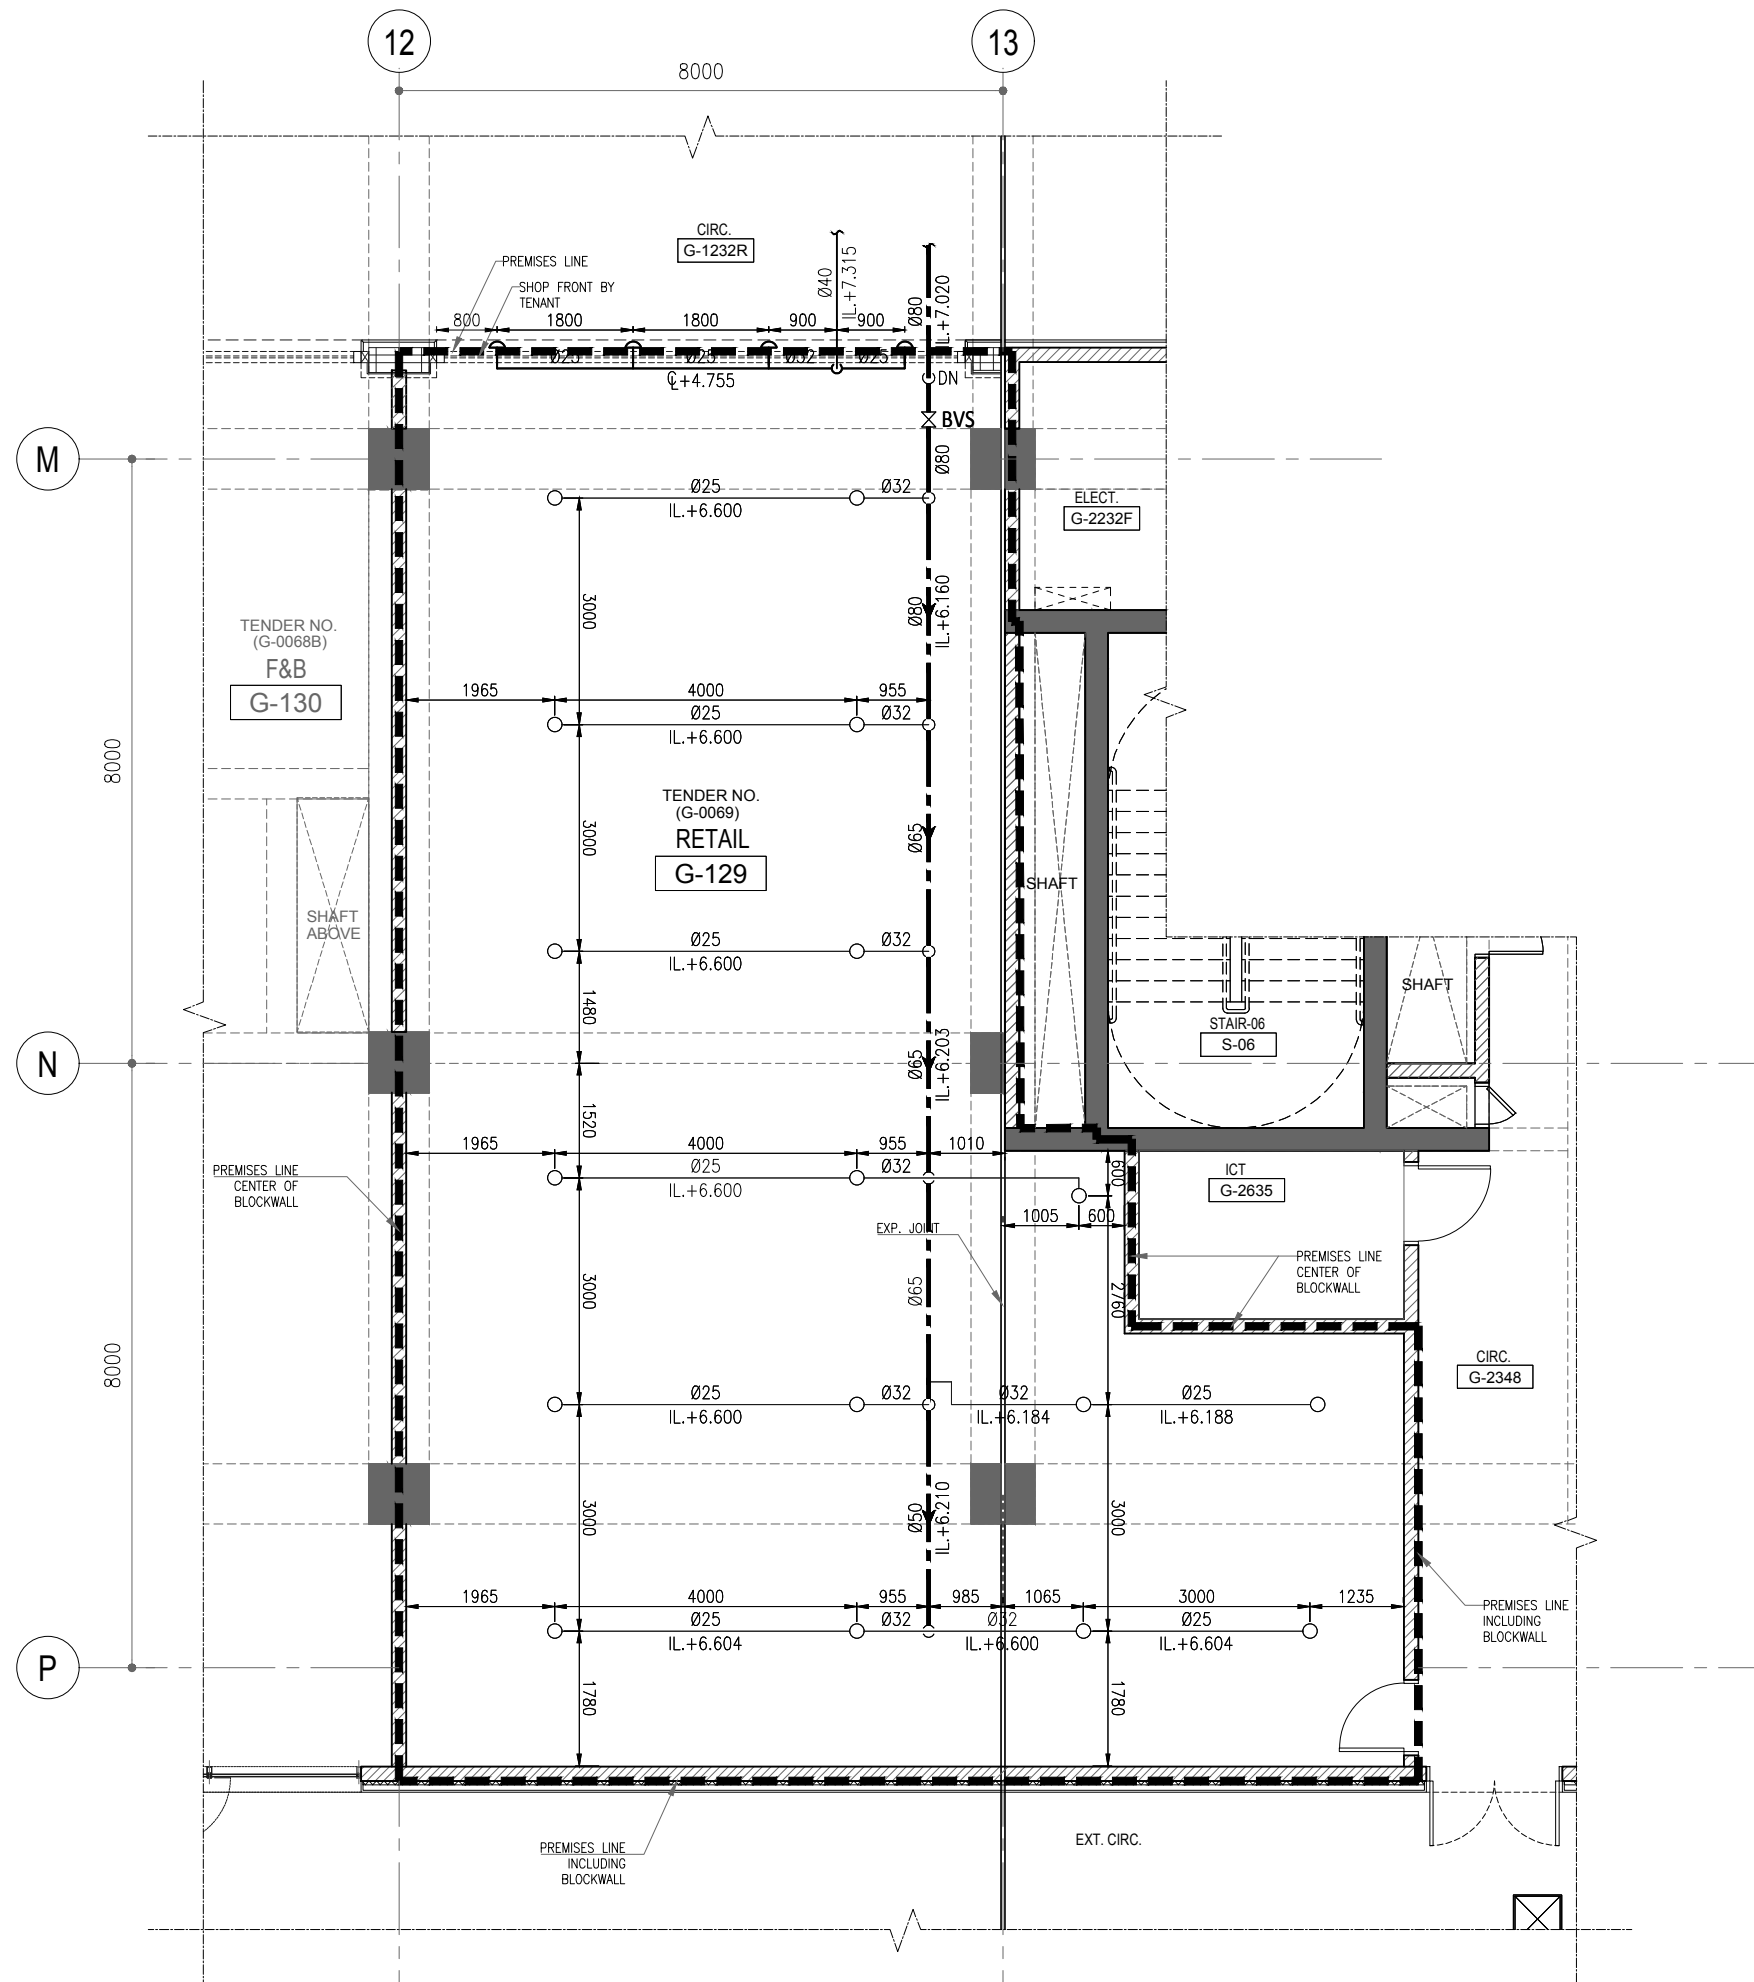 12
13
8000
CIRC.
G-1232R
PREMISES LINE
SHOP FRONT BY
TENANT
Ø40
IL.+7.315
Ø80
IL.+7.020
800
1800
1800
900
900
Ø25
Ø25
Ø32
Ø25
℄+4.755
DN
BVS
M
Ø80
ELECT.
G-2232F
Ø25
Ø32
IL.+6.600
3000
Ø80
IL.+6.160
TENDER NO.
(G-0068B)
F&B
G-130
1965
4000
955
Ø25
Ø32
IL.+6.600
8000
TENDER NO.
(G-0069)
RETAIL
G-129
3000
Ø65
SHAFT
SHAFT
ABOVE
Ø25
Ø32
IL.+6.600
1480
SHAFT
STAIR-06
S-06
N
Ø65
IL.+6.203
1520
1965
4000
955
1010
Ø25
Ø32
IL.+6.600
600
ICT
G-2635
PREMISES LINE
CENTER OF
BLOCKWALL
EXP. JOINT
1005
600
PREMISES LINE
CENTER OF
BLOCKWALL
3000
Ø65
2760
8000
CIRC.
G-2348
Ø25
Ø32
Ø32
Ø25
IL.+6.600
IL.+6.184
IL.+6.188
3000
Ø50
IL.+6.210
3000
1965
4000
955
985
1065
3000
1235
Ø25
Ø32
Ø32
Ø25
IL.+6.604
IL.+6.600
IL.+6.604
PREMISES LINE
INCLUDING
BLOCKWALL
P
1780
1780
PREMISES LINE
INCLUDING
BLOCKWALL
EXT. CIRC.